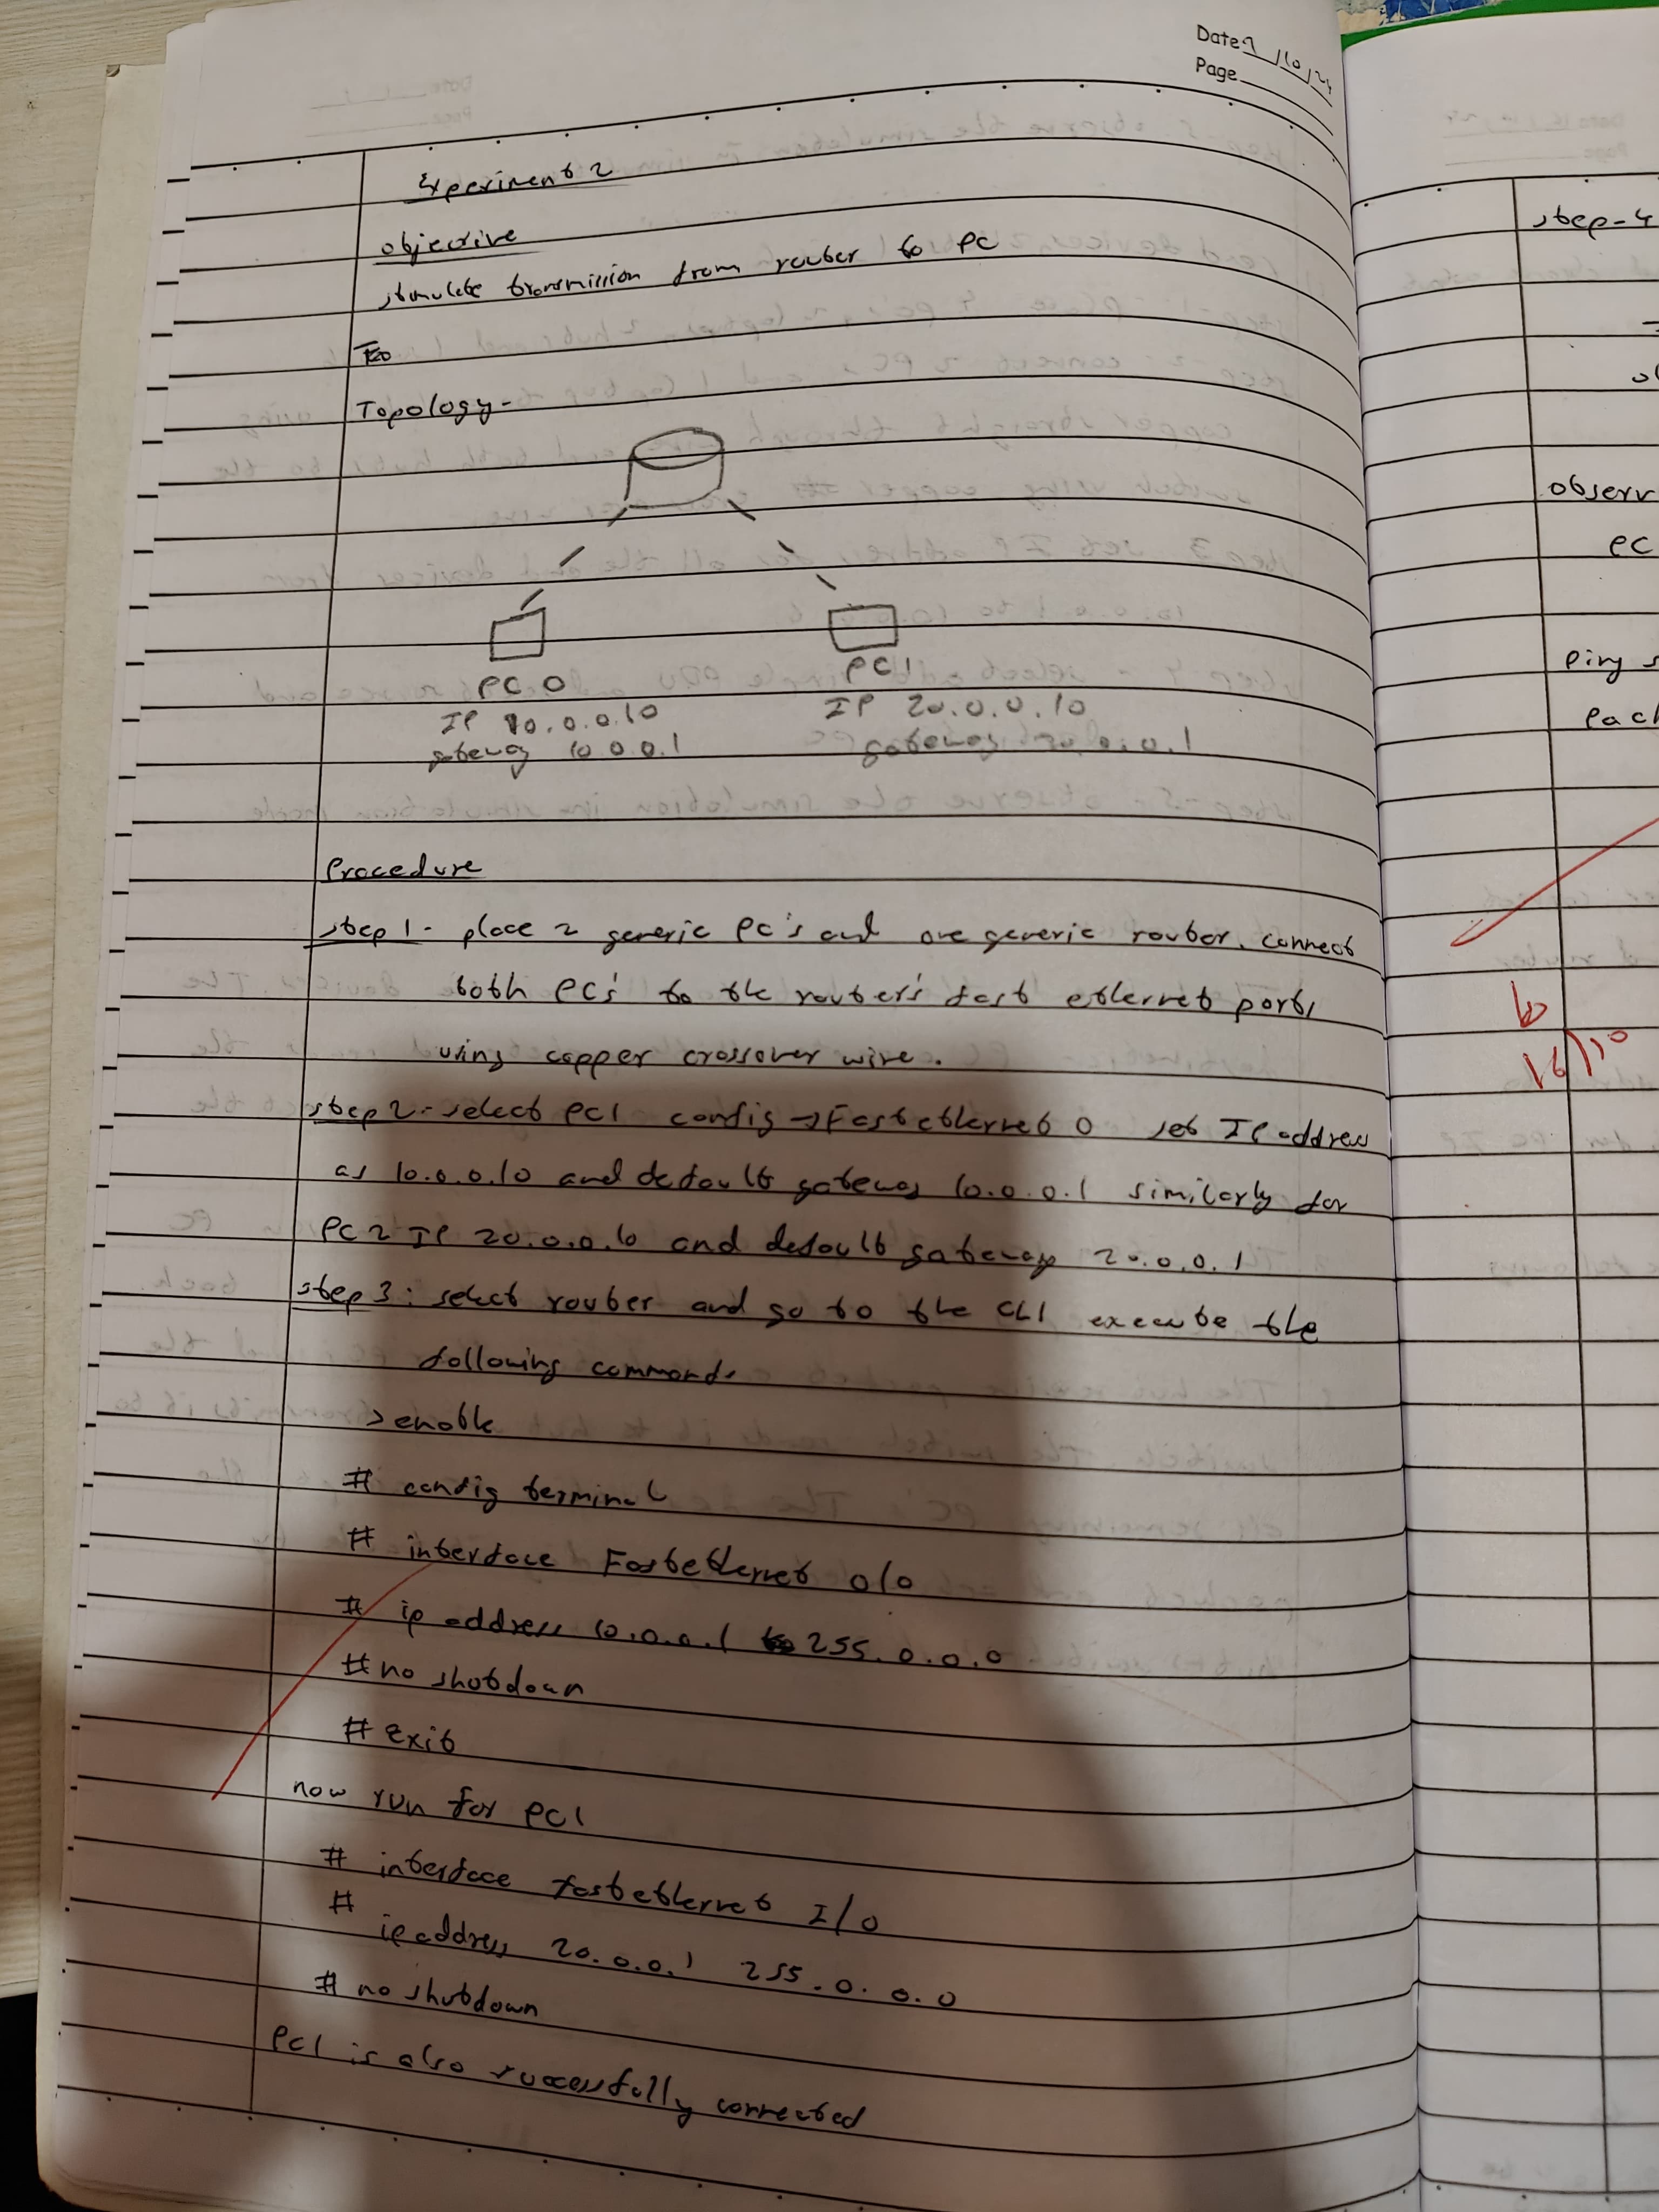 Date 9/10/24
Page
Experiment 2
objective
simulate transmission from router to PC
Topology-
PC 0
IP 10.0.0.10
gateway 10.0.0.1
PC 1
IP 20.0.0.10
gateway 20.0.0.1
Procedure
step 1 - place 2 generic PC's and one generic router. connect
both PC's to the router's fast ethernet ports
using copper crossover wire.
step 2 - select PC1 config → Fastethernet 0 set IP address
as 10.0.0.10 and default gateway 10.0.0.1 similarly for
PC 2 IP 20.0.0.10 and default gateway 20.0.0.1
step 3 : select router and go to the CLI execute the
following commands
> enable
# config terminal
# interface Fastethernet 0/0
# ip address 10.0.0.1 255.0.0.0
# no shutdown
# Exit
now run for PC1
# interface fastethernet I/0
#
ip address 20.0.0.1 255.0.0.0
# no shutdown
PC1 is also successfully connected
step-4
observ
PC
Ping s
Pack